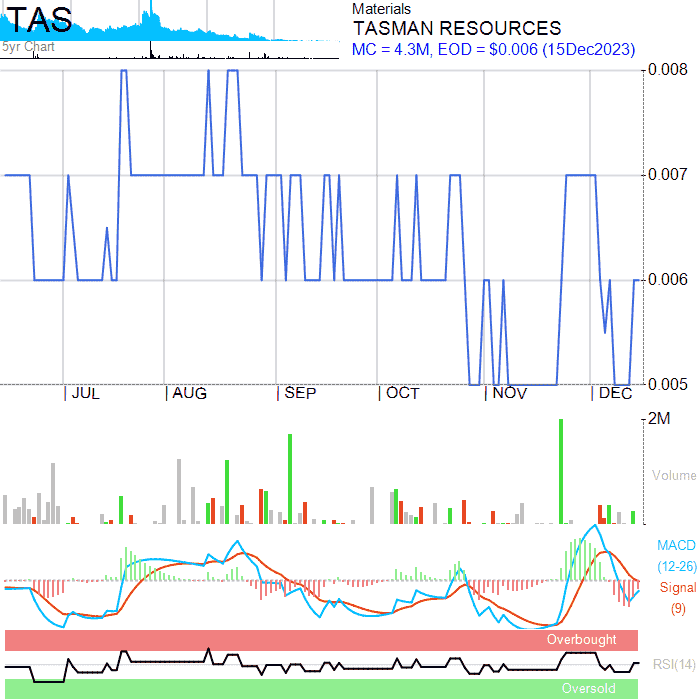 TAS
5yr Chart
Materials
TASMAN RESOURCES
MC = 4.3M, EOD = $0.006 (15Dec2023)
0.008
0.007
0.006
0.005
JUL AUG SEP OCT NOV DEC
2M
Volume
MACD
(12-26)
Signal
(9)
Overbought
RSI(14)
Oversold